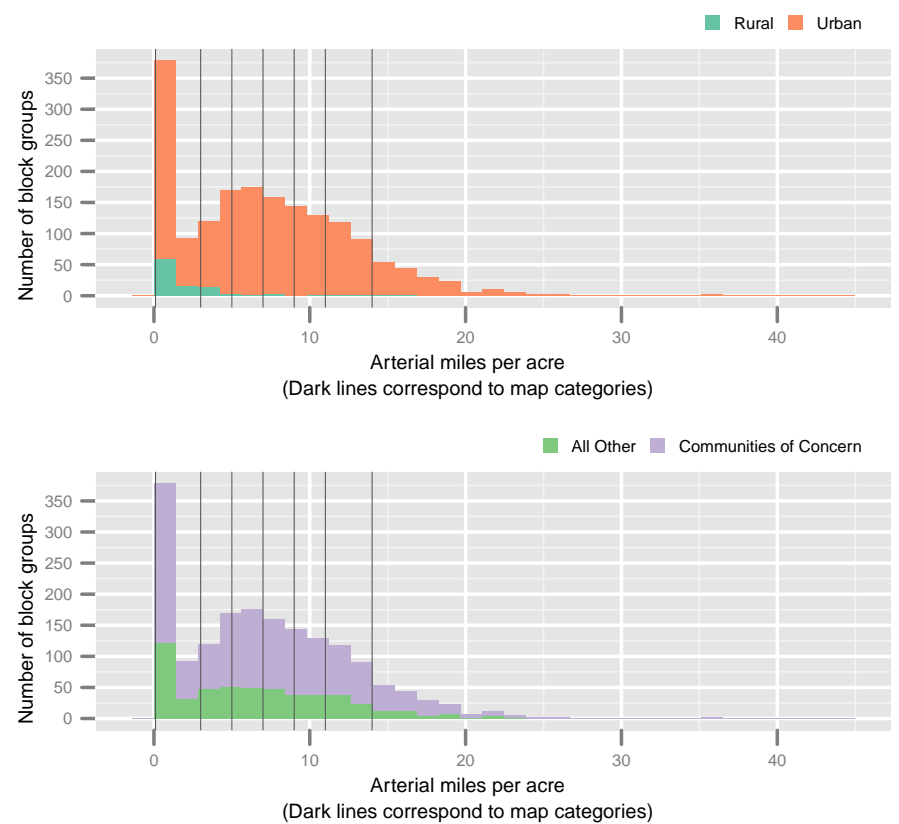 Rural Urban
Number of block groups
350
300
250
200
150
100
50
0
0 10 20 30 40
Arterial miles per acre
(Dark lines correspond to map categories)
All Other Communities of Concern
Number of block groups
350
300
250
200
150
100
50
0
0 10 20 30 40
Arterial miles per acre
(Dark lines correspond to map categories)